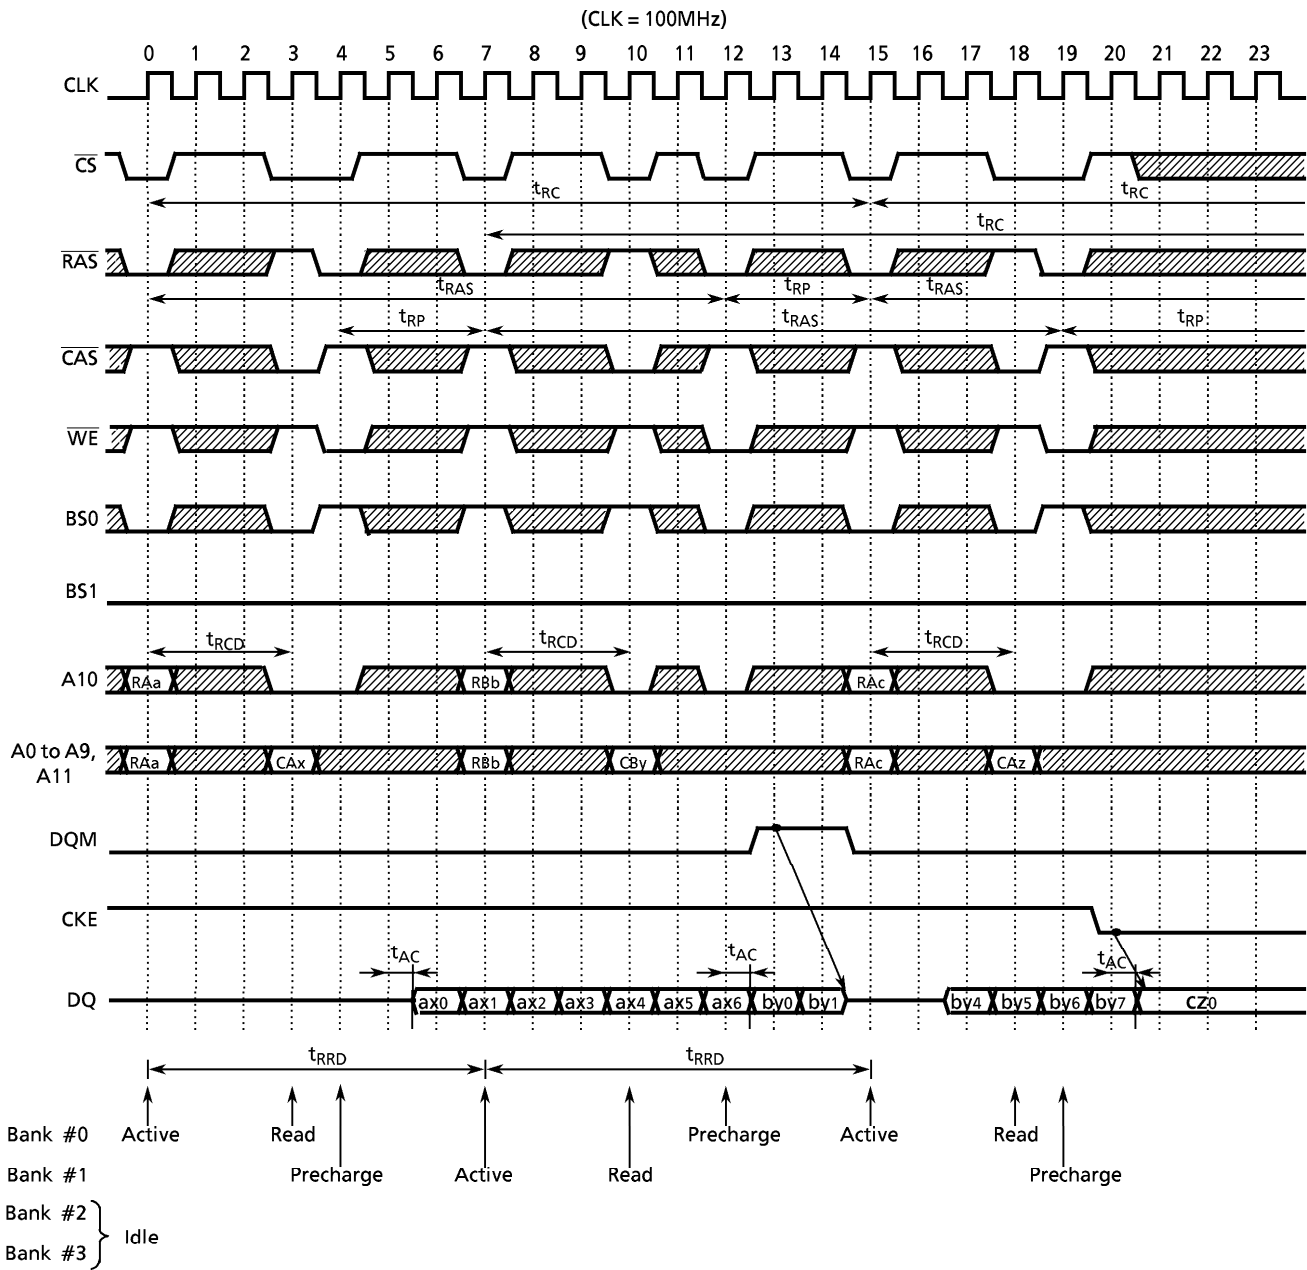 (CLK = 100MHz)
0 1 2 3 4 5 6 7 8 9 10 11 12 13 14 15 16 17 18 19 20 21 22 23
CLK
CS
tRC tRC
tRC
RAS
tRAS tRP tRAS
tRP tRAS tRP
CAS
WE
BS0
BS1
tRCD tRCD tRCD
A10 RAa RBb RAc
A0 to A9,
A11
RAa CAx RBb CBy RAc CAz
DQM
CKE
tAC tAC tAC
DQ ax0 ax1 ax2 ax3 ax4 ax5 ax6 by0 by1 by4 by5 by6 by7 CZ0
tRRD tRRD
Bank #0 Active Read Precharge Active Read
Bank #1 Precharge Active Read Precharge
Bank #2
Idle
Bank #3